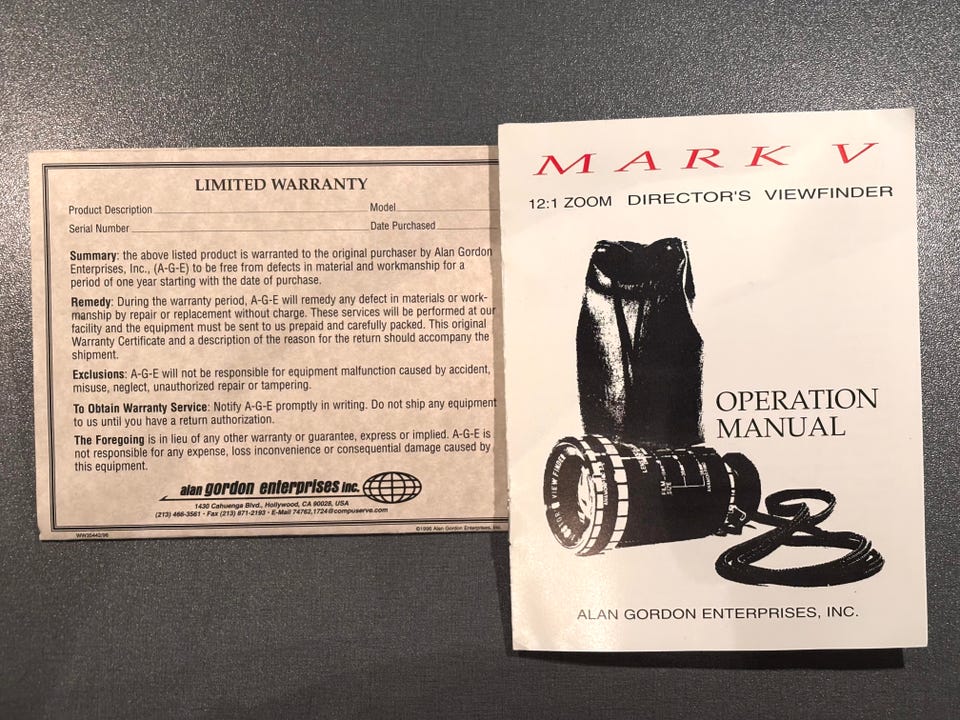 LIMITED WARRANTY
Product Description Model
Serial Number Date Purchased
Summary: the above listed product is warranted to the original purchaser by Alan Gordon
Enterprises, Inc., (A-G-E) to be free from defects in material and workmanship for a
period of one year starting with the date of purchase.
Remedy: During the warranty period, A-G-E will remedy any defect in materials or work-
manship by repair or replacement without charge. These services will be performed at our
facility and the equipment must be sent to us prepaid and carefully packed. This original
Warranty Certificate and a description of the reason for the return should accompany the
shipment.
Exclusions: A-G-E will not be responsible for equipment malfunction caused by accident,
misuse, neglect, unauthorized repair or tampering.
To Obtain Warranty Service: Notify A-G-E promptly in writing. Do not ship any equipment
to us until you have a return authorization.
The Foregoing is in lieu of any other warranty or guarantee, express or implied. A-G-E is
not responsible for any expense, loss inconvenience or consequential damage caused by
this equipment.
alan gordon enterprises inc.
1430 Cahuenga Blvd., Hollywood, CA 90028, USA
(213) 466-3561 • Fax (213) 871-2193 • E-Mail 74762,1724@compuserve.com
©1996 Alan Gordon Enterprises, Inc.
MARK V
12:1 ZOOM DIRECTOR'S VIEWFINDER
OPERATION
MANUAL
VIEW FINDER
FILM
SIZE
ALAN GORDON ENTERPRISES, INC.